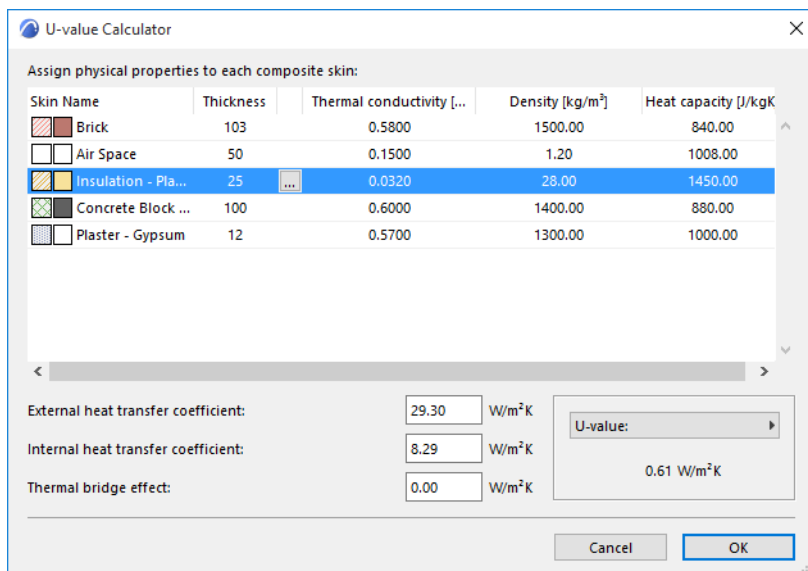 U-value Calculator
Assign physical properties to each composite skin:
Skin Name Thickness Thermal conductivity [... Density [kg/m³] Heat capacity [J/kgK
Brick 103 0.5800 1500.00 840.00
Air Space 50 0.1500 1.20 1008.00
Insulation - Pla... 25 ... 0.0320 28.00 1450.00
Concrete Block ... 100 0.6000 1400.00 880.00
Plaster - Gypsum 12 0.5700 1300.00 1000.00
External heat transfer coefficient: 29.30 W/m²K
U-value:
Internal heat transfer coefficient: 8.29 W/m²K
0.61 W/m²K
Thermal bridge effect: 0.00 W/m²K
Cancel OK